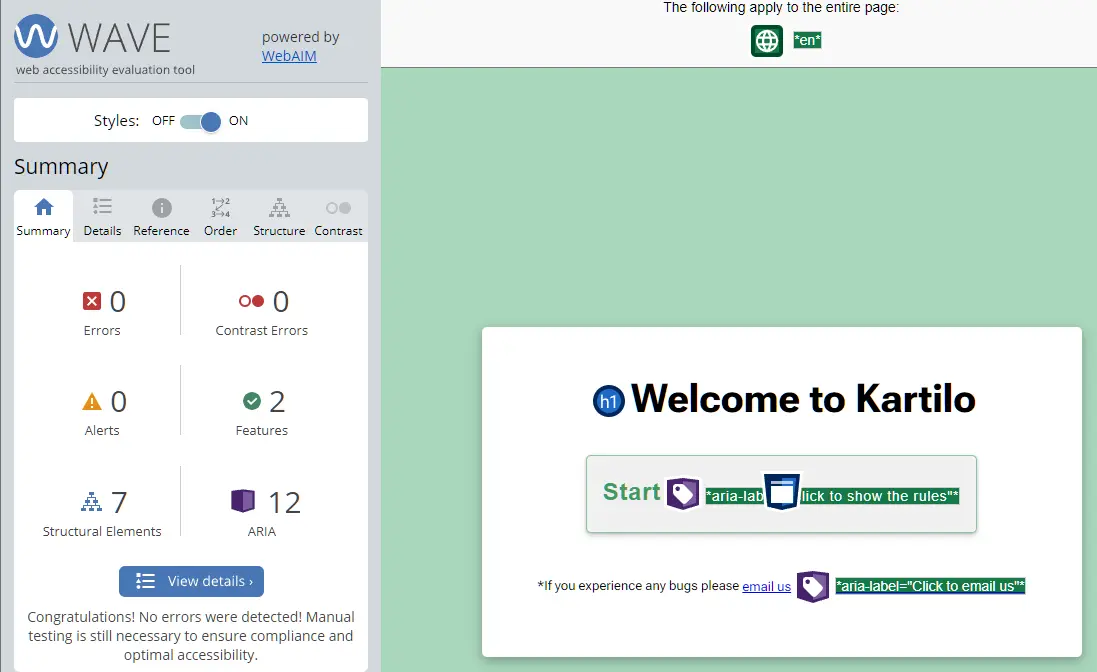 WAVE
powered by
WebAIM
web accessibility evaluation tool
Styles: OFF ON
Summary
Summary Details Reference Order Structure Contrast
1→2
3→4
0 0
Errors Contrast Errors
0 2
Alerts Features
7 12
Structural Elements ARIA
View details ›
Congratulations! No errors were detected! Manual
testing is still necessary to ensure compliance and
optimal accessibility.
The following apply to the entire page:
*en*
h1 Welcome to Kartilo
Start *aria-lab lick to show the rules"*
*If you experience any bugs please email us *aria-label="Click to email us"*